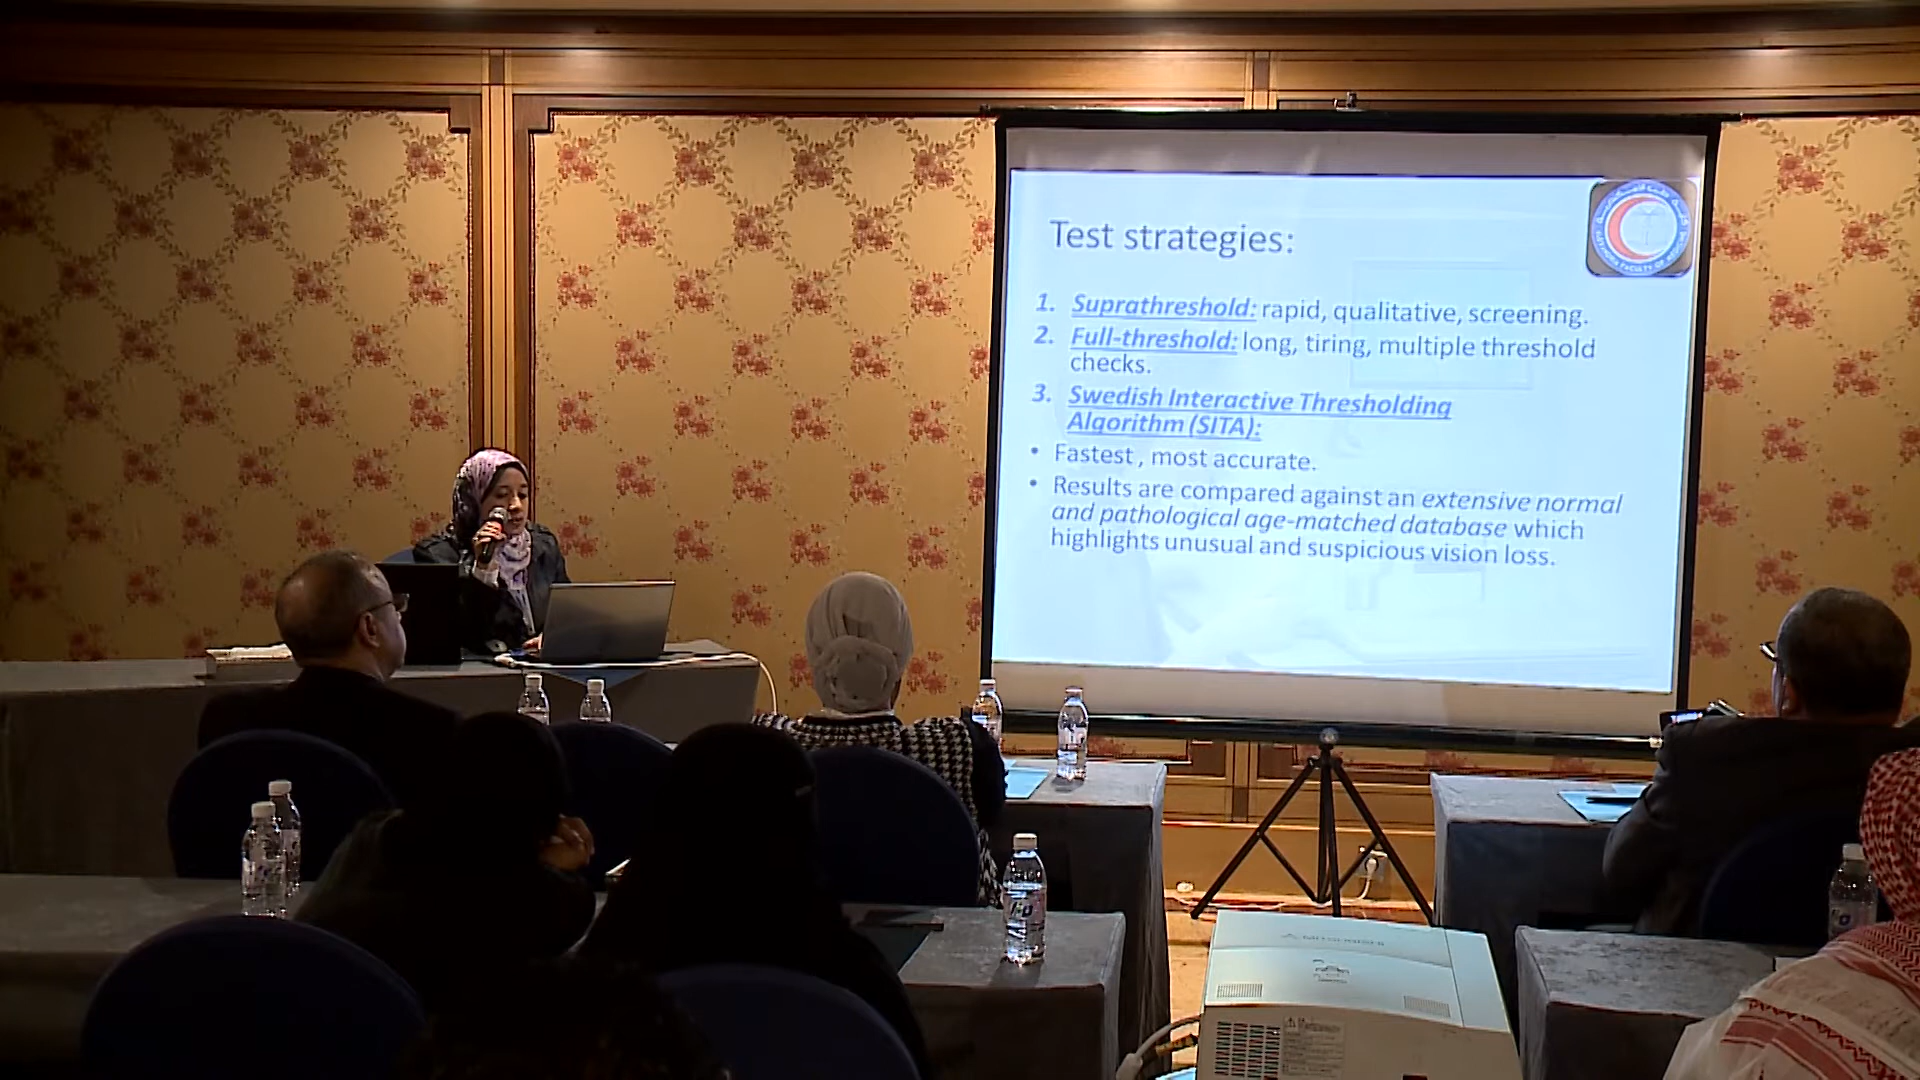 Test strategies:
1. Suprathreshold: rapid, qualitative, screening.
2. Full-threshold: long, tiring, multiple threshold
checks.
3. Swedish Interactive Thresholding
Algorithm (SITA):
• Fastest , most accurate.
• Results are compared against an extensive normal
and pathological age-matched database which
highlights unusual and suspicious vision loss.
MITSUBISHI